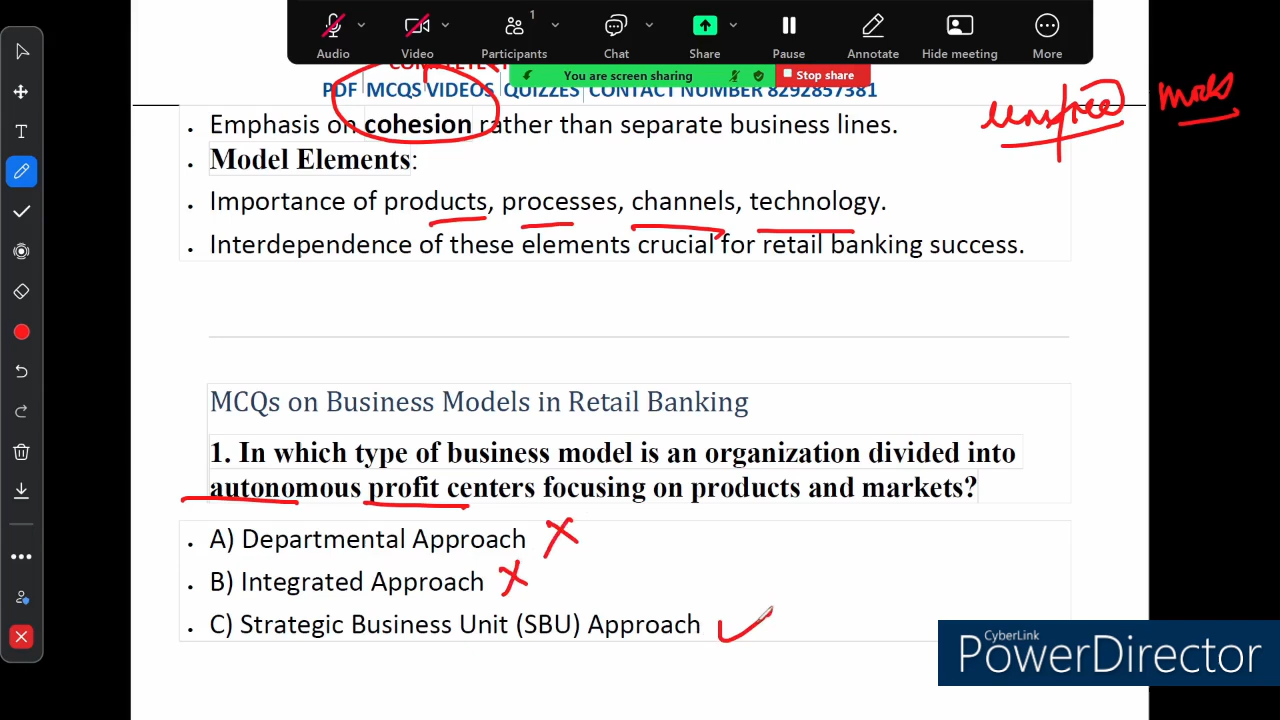 1
Audio Video Participants Chat Share Pause Annotate Hide meeting More
You are screen sharing Stop share
PDF MCQS VIDEOS QUIZZES CONTACT NUMBER 8292857381
models
• Emphasis on cohesion rather than separate business lines.
• Model Elements:
• Importance of products, processes, channels, technology.
• Interdependence of these elements crucial for retail banking success.
MCQs on Business Models in Retail Banking
1. In which type of business model is an organization divided into
autonomous profit centers focusing on products and markets?
• A) Departmental Approach
• B) Integrated Approach
• C) Strategic Business Unit (SBU) Approach
CyberLink
PowerDirector